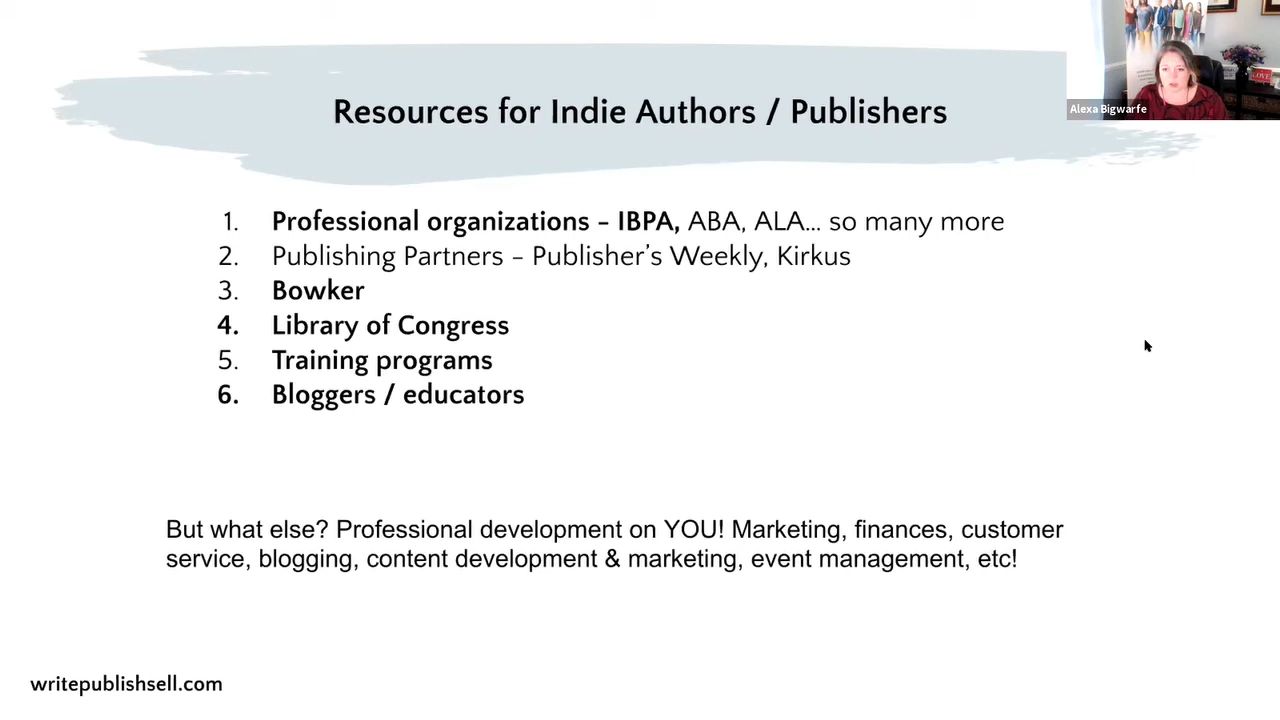 Resources for Indie Authors / Publishers
Alexa Bigwarfe
LOVE
1. Professional organizations - IBPA, ABA, ALA... so many more
2. Publishing Partners - Publisher's Weekly, Kirkus
3. Bowker
4. Library of Congress
5. Training programs
6. Bloggers / educators
But what else? Professional development on YOU! Marketing, finances, customer
service, blogging, content development & marketing, event management, etc!
writepublishsell.com